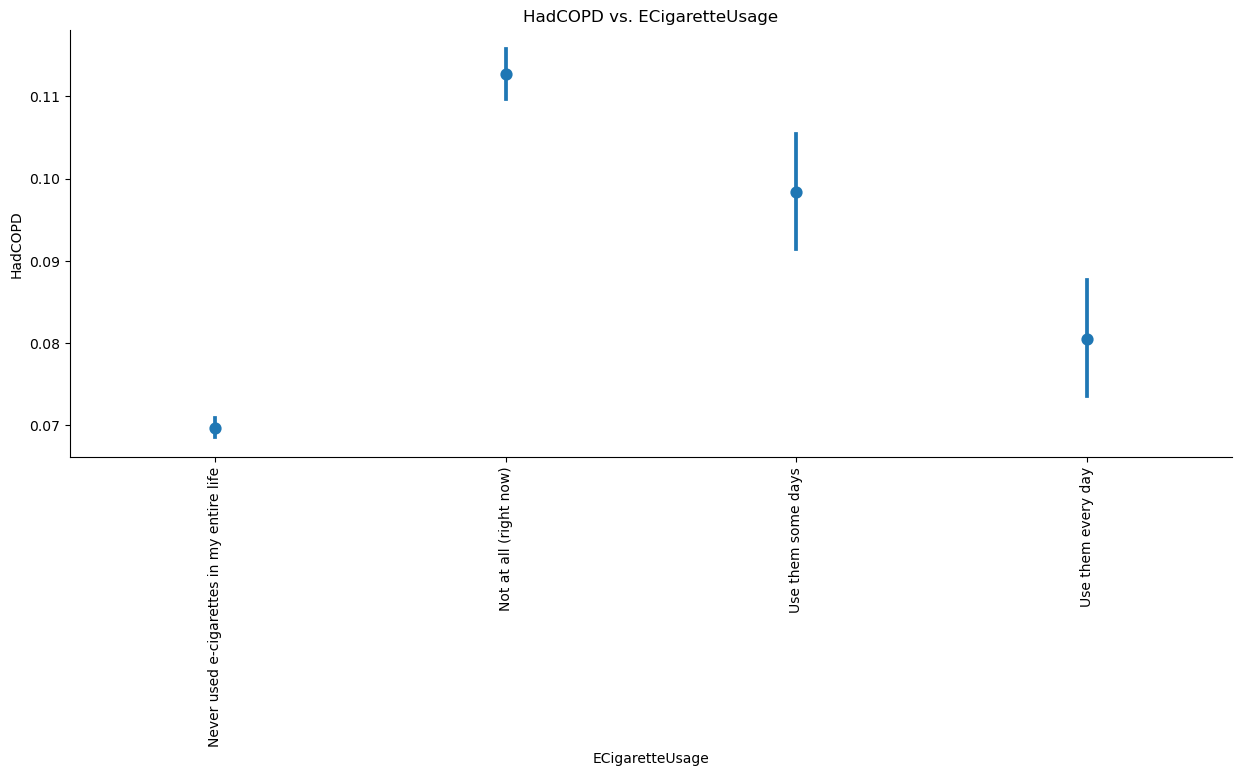 HadCOPD vs. ECigaretteUsage
HadCOPD
0.11
0.10
0.09
0.08
0.07
Never used e-cigarettes in my entire life
Not at all (right now)
Use them some days
Use them every day
ECigaretteUsage